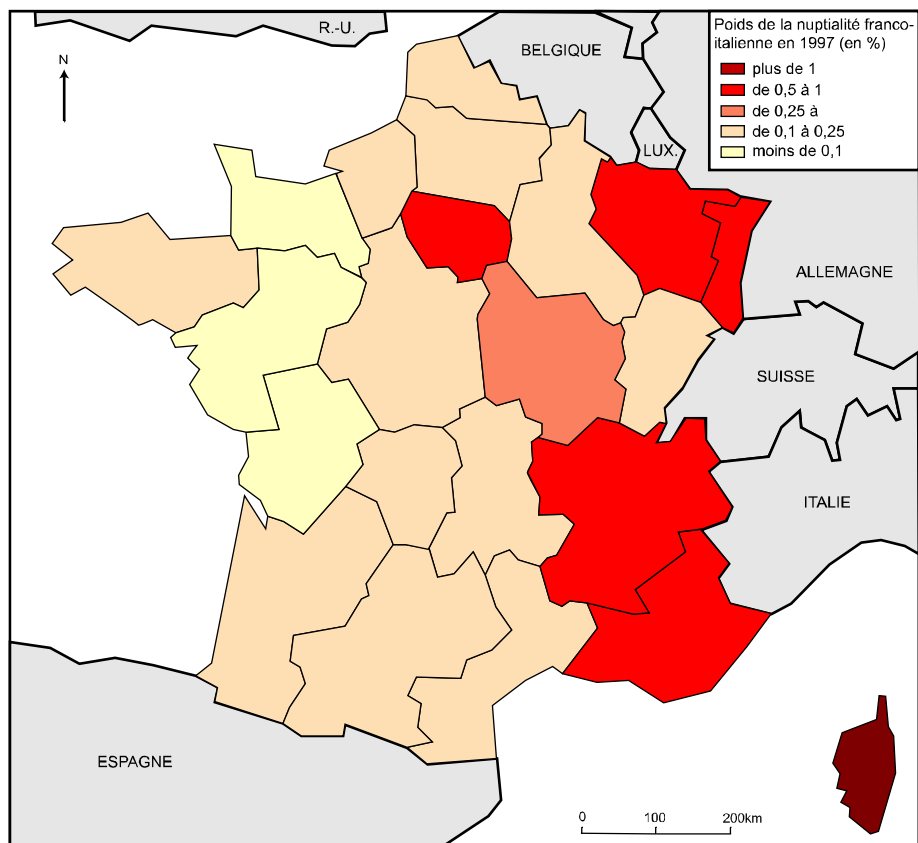 Poids de la nuptialité franco-
italienne en 1997 (en %)
plus de 1
de 0,5 à 1
de 0,25 à
de 0,1 à 0,25
moins de 0,1
R.-U.
BELGIQUE
N
LUX.
ALLEMAGNE
SUISSE
ITALIE
ESPAGNE
0 100 200km